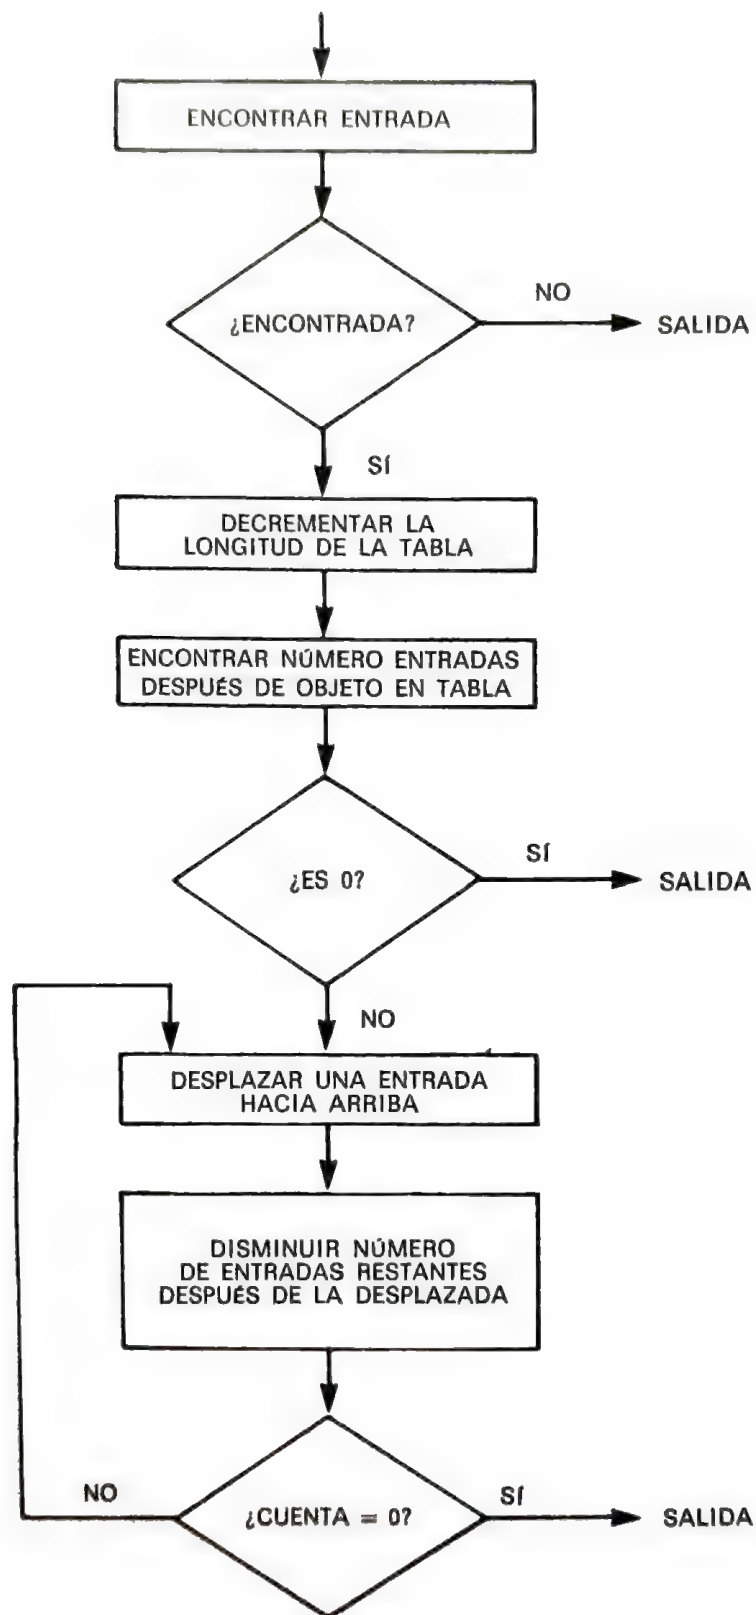 ENCONTRAR ENTRADA
¿ENCONTRADA?
NO
SALIDA
SÍ
DECREMENTAR LA
LONGITUD DE LA TABLA
ENCONTRAR NÚMERO ENTRADAS
DESPUÉS DE OBJETO EN TABLA
¿ES 0?
SÍ
SALIDA
NO
DESPLAZAR UNA ENTRADA
HACIA ARRIBA
DISMINUIR NÚMERO
DE ENTRADAS RESTANTES
DESPUÉS DE LA DESPLAZADA
NO
¿CUENTA = 0?
SÍ
SALIDA